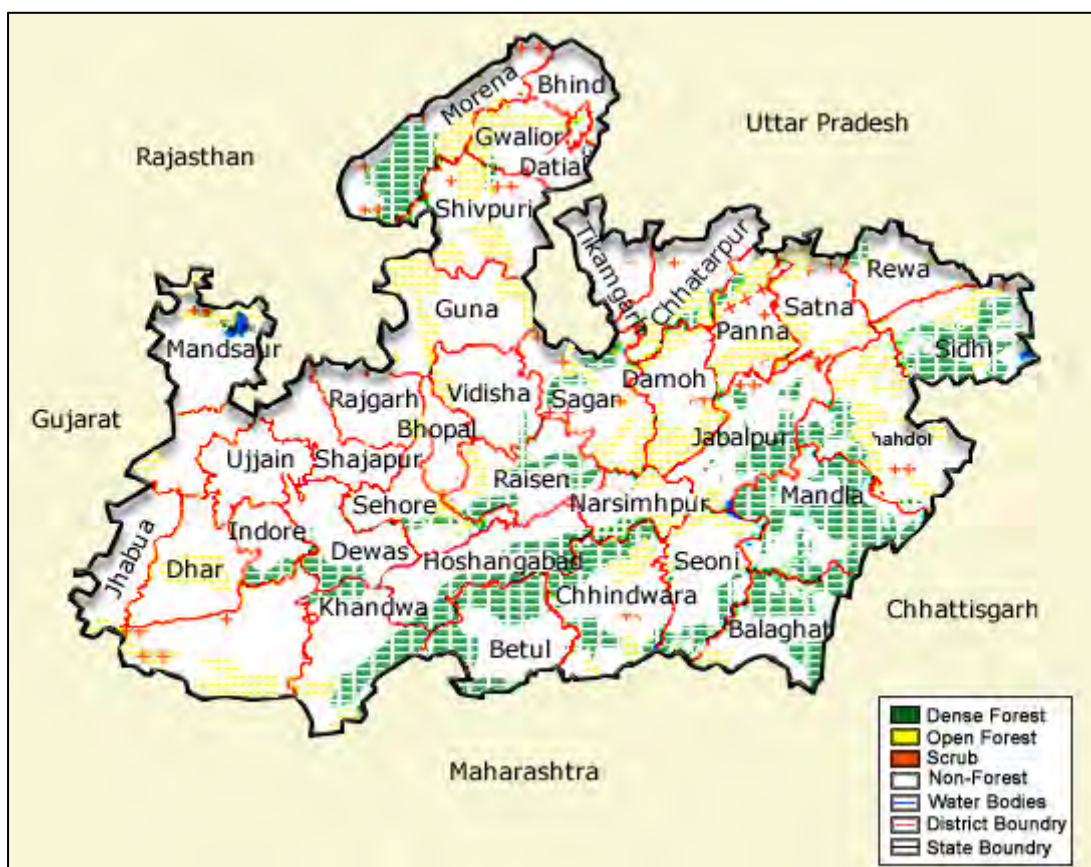 Morena
Bhind
Uttar Pradesh
Gwalior
Rajasthan
Datia
Shivpuri
Tikamgarh
Chhatarpur
Rewa
Guna
Satna
Panna
Mandsaur
Sidhi
Damoh
Vidisha
Rajgarh
Sagar
Gujarat
Bhopal
Jabalpur
hahdol
Ujjain
Shajapur
Raisen
Mandla
Sehore
Narsimhpur
Indore
Dewas
Hoshangabad
Seoni
Jhabua
Dhar
Chhindwara
Khandwa
Chhattisgarh
Balaghat
Betul
Maharashtra
Dense Forest
Open Forest
Scrub
Non-Forest
Water Bodies
District Boundry
State Boundry